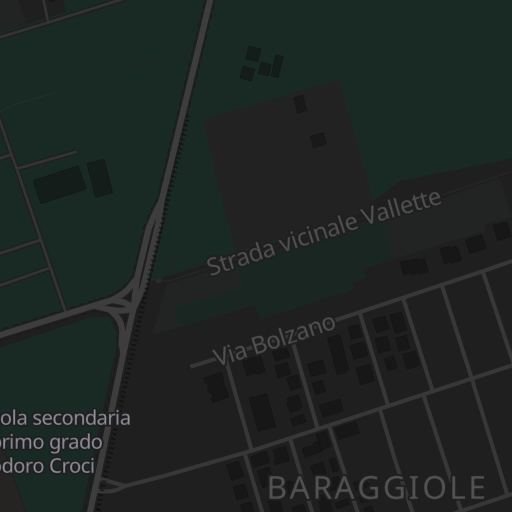 Strada vicinale Vallette
Via Bolzano
ola secondaria
primo grado
odoro Croci
BARAGGIOLE